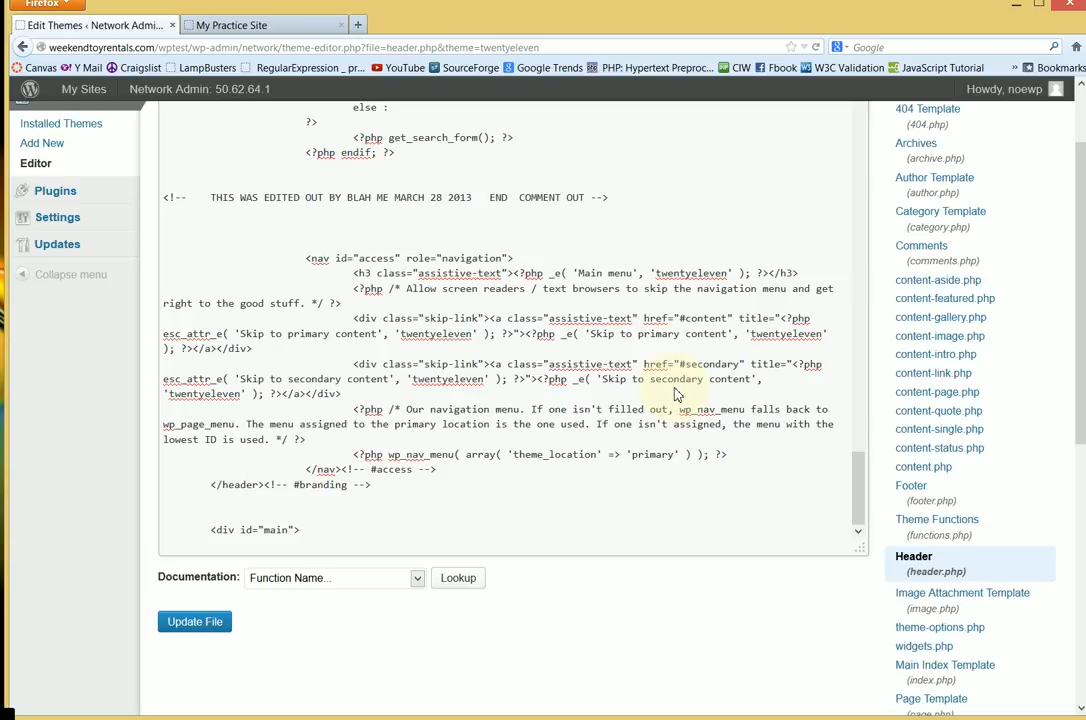 Firefox
Edit Themes ‹ Network Admin... ×
My Practice Site ×
+
weekendtoyrentals.com/wptest/wp-admin/network/theme-editor.php?file=header.php&theme=twentyeleven
Google
Canvas Y! Mail Craigslist LampBusters RegularExpression _ pr... YouTube SourceForge Google Trends PHP: Hypertext Preproc... CIW Fbook W3C Validation JavaScript Tutorial » Bookmarks
My Sites Network Admin: 50.62.64.1 Howdy, noewp
Installed Themes
Add New
Editor
Plugins
Settings
Updates
Collapse menu
else :
?>
<?php get_search_form(); ?>
<?php endif; ?>
<!-- THIS WAS EDITED OUT BY BLAH ME MARCH 28 2013 END COMMENT OUT -->
<nav id="access" role="navigation">
<h3 class="assistive-text"><?php _e( 'Main menu', 'twentyeleven' ); ?></h3>
<?php /* Allow screen readers / text browsers to skip the navigation menu and get
right to the good stuff. */ ?>
<div class="skip-link"><a class="assistive-text" href="#content" title="<?php
esc_attr_e( 'Skip to primary content', 'twentyeleven' ); ?>"><?php _e( 'Skip to primary content', 'twentyeleven'
); ?></a></div>
<div class="skip-link"><a class="assistive-text" href="#secondary" title="<?php
esc_attr_e( 'Skip to secondary content', 'twentyeleven' ); ?>"><?php _e( 'Skip to secondary content',
'twentyeleven' ); ?></a></div>
<?php /* Our navigation menu. If one isn't filled out, wp_nav_menu falls back to
wp_page_menu. The menu assigned to the primary location is the one used. If one isn't assigned, the menu with the
lowest ID is used. */ ?>
<?php wp_nav_menu( array( 'theme_location' => 'primary' ) ); ?>
</nav><!-- #access -->
</header><!-- #branding -->
<div id="main">
Documentation: Function Name... Lookup
Update File
404 Template
(404.php)
Archives
(archive.php)
Author Template
(author.php)
Category Template
(category.php)
Comments
(comments.php)
content-aside.php
content-featured.php
content-gallery.php
content-image.php
content-intro.php
content-link.php
content-page.php
content-quote.php
content-single.php
content-status.php
content.php
Footer
(footer.php)
Theme Functions
(functions.php)
Header
(header.php)
Image Attachment Template
(image.php)
theme-options.php
widgets.php
Main Index Template
(index.php)
Page Template
(page.php)